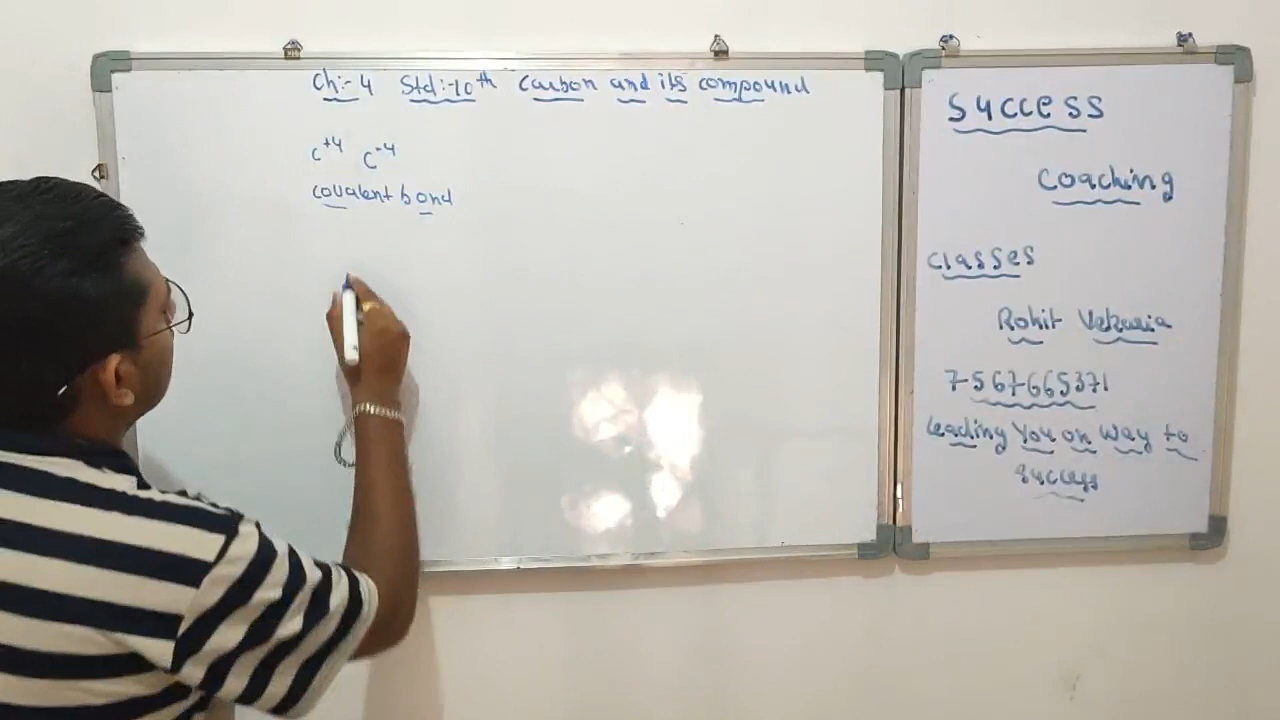 Ch:- 4 Std:-10th Carbon and its compound
C+4 C-4
covalent bond
Success
Coaching
Classes
Rohit Vekaria
7567665371
Leading You on Way to
success